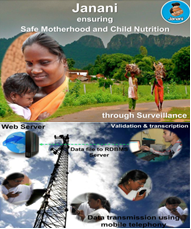 Janani
ensuring
Safe Motherhood and Child Nutrition
through Surveillance
Web Server
Validation & transcription
Data file to RDBMS
Server
Data transmission using
mobile telephony